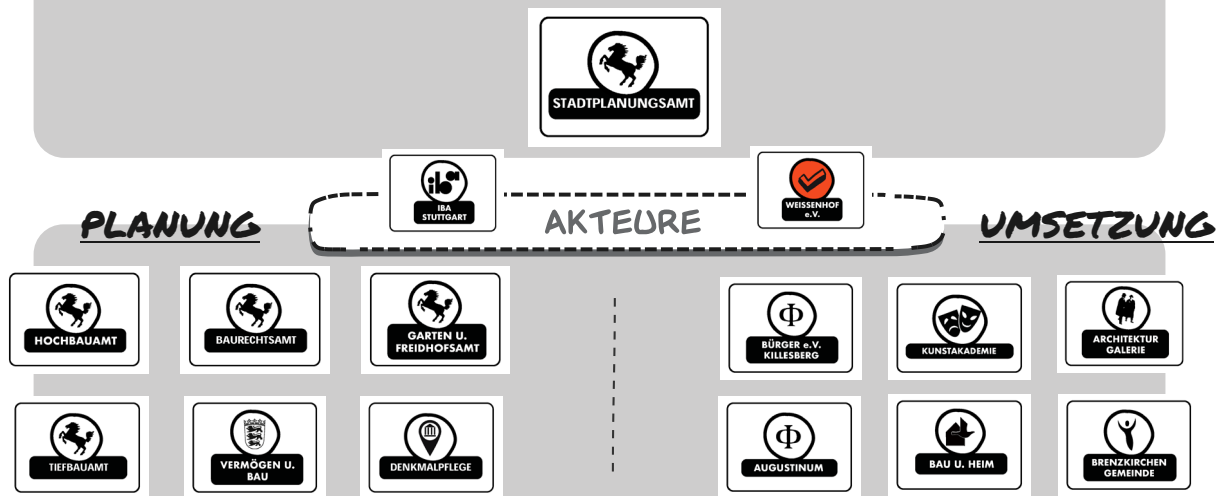 STADTPLANUNGSAMT
iba
IBA
STUTTGART
WEISSENHOF
e.V.
PLANUNG
AKTEURE
UMSETZUNG
HOCHBAUAMT
BAURECHTSAMT
GARTEN U.
FREIDHOFSAMT
Φ
BÜRGER e.V.
KILLESBERG
KUNSTAKADEMIE
ARCHITEKTUR
GALERIE
TIEFBAUAMT
VERMÖGEN U.
BAU
DENKMALPFLEGE
Φ
AUGUSTINUM
BAU U. HEIM
BRENZKIRCHEN
GEMEINDE